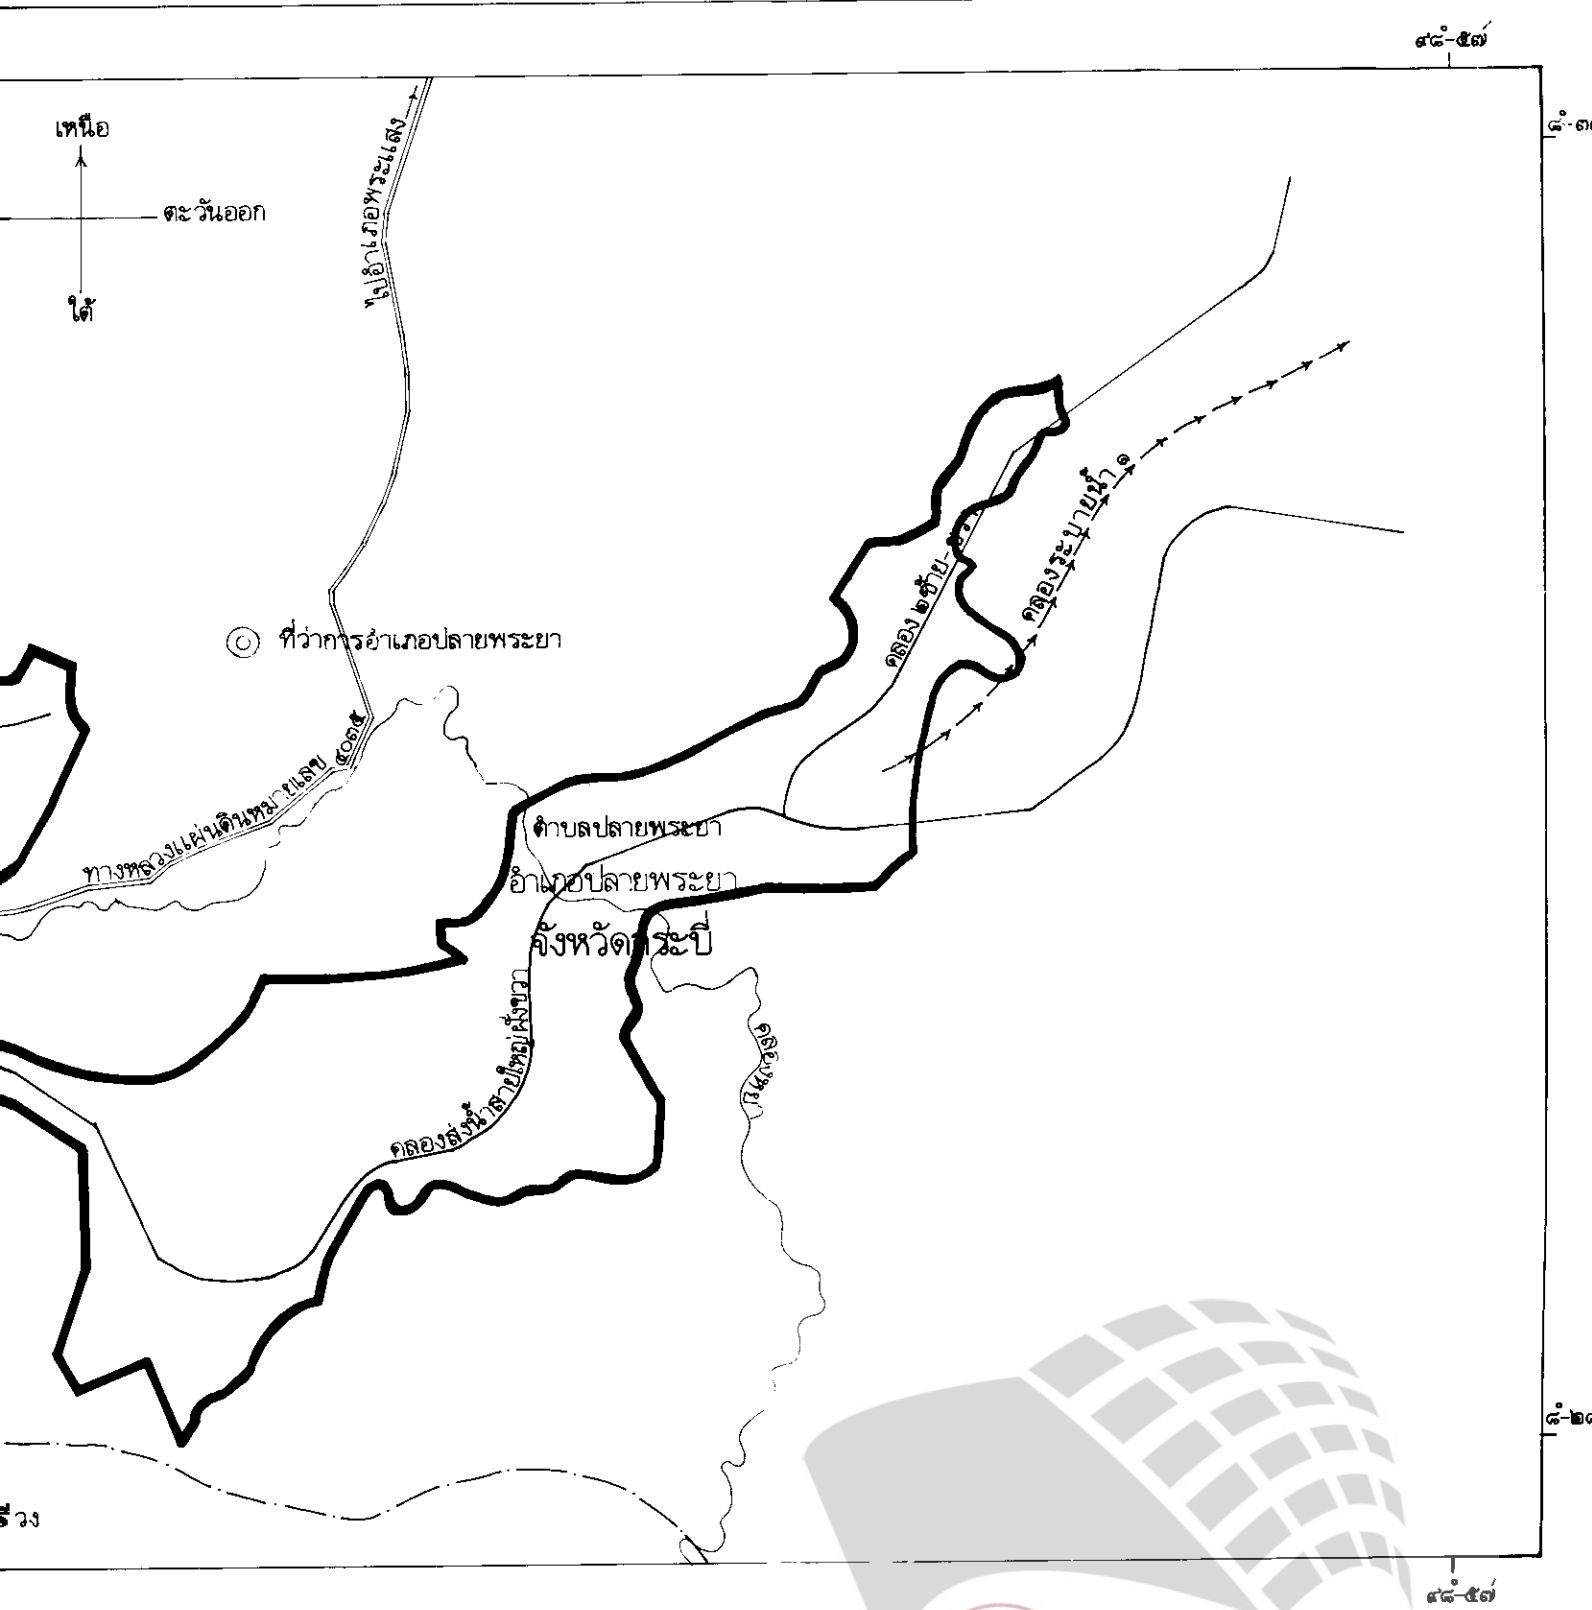 ๙๘°-๕๗'
เหนือ
ตะวันออก
ใต้
ไปอำเภอพระแสง
คลองระบายน้ำ ๑
คลอง ๒ซ้าย-
ที่ว่าการอำเภอปลายพระยา
ทางหลวงแผ่นดินหมายเลข ๔๐๓๕
ตำบลปลายพระยา
อำเภอปลายพระยา
จังหวัดกระบี่
คลองส่งน้ำสายใหญ่ฝั่งขวา
๙๘°-๕๗'